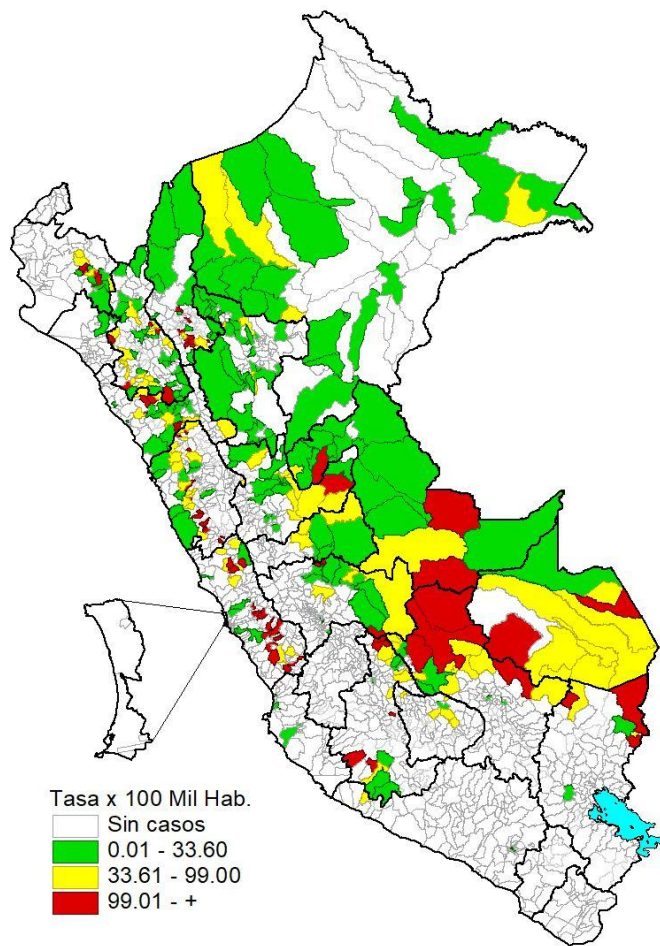 Tasa x 100 Mil Hab.
Sin casos
0.01 - 33.60
33.61 - 99.00
99.01 - +